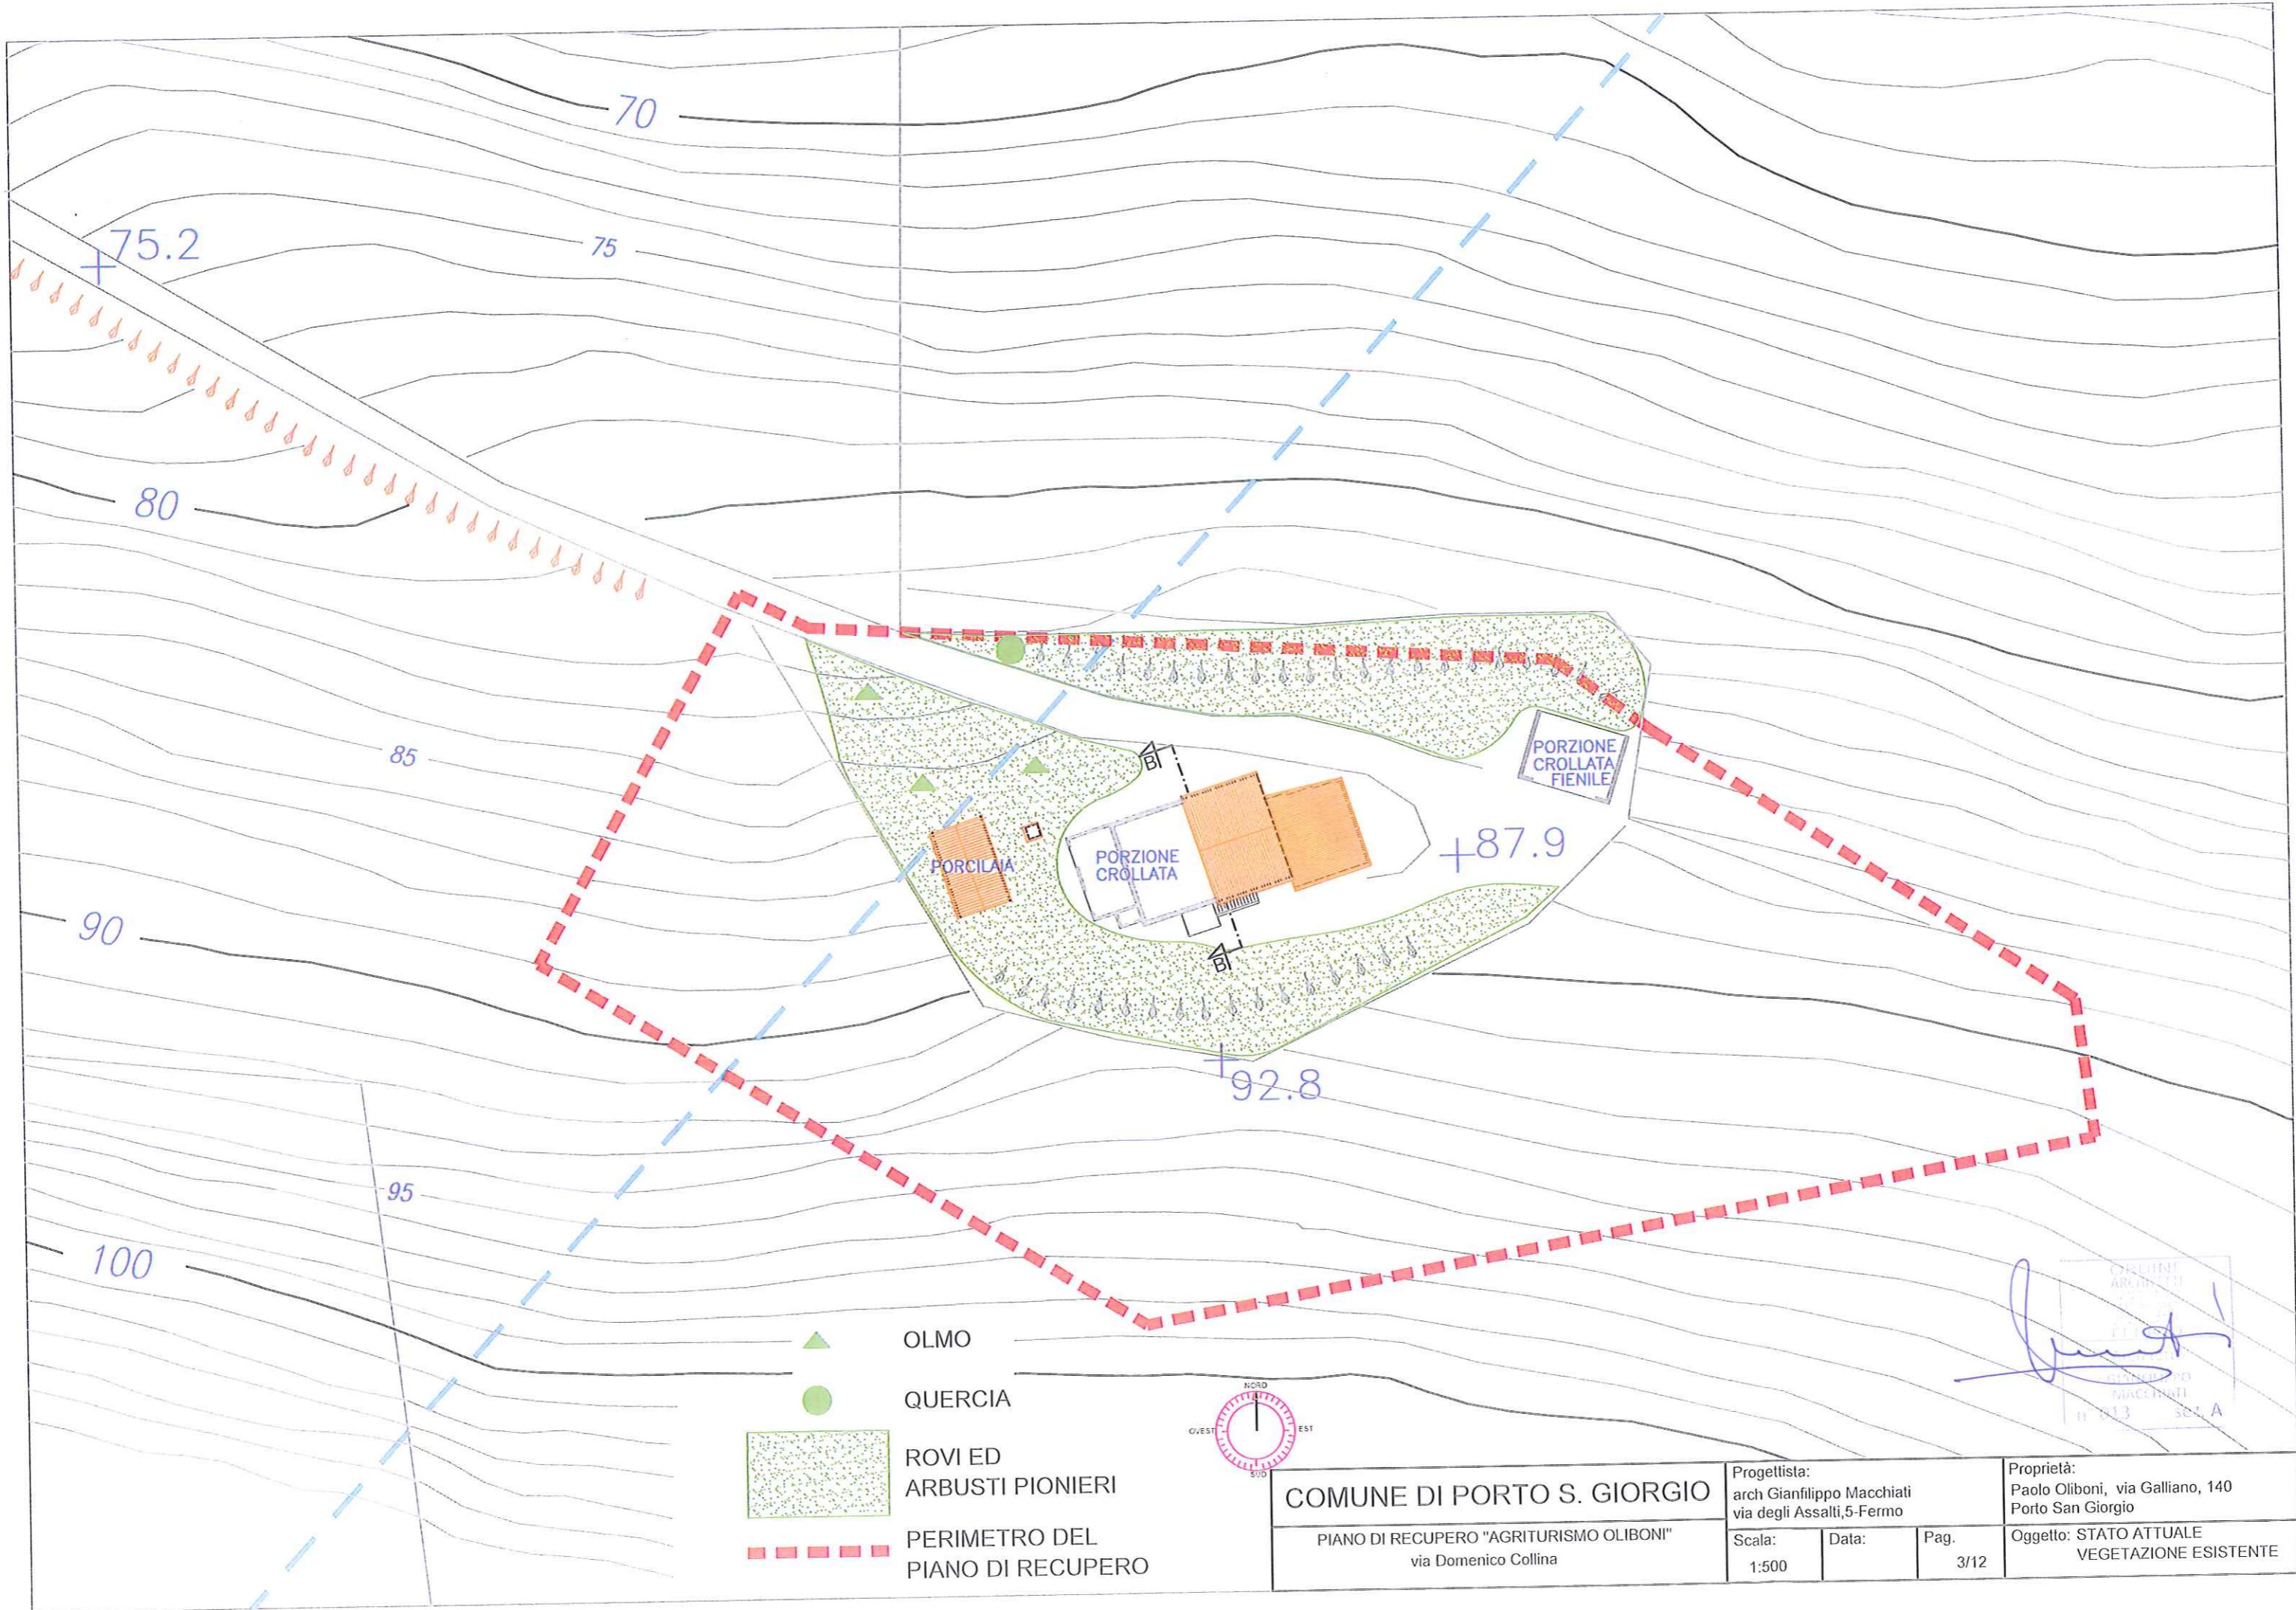 70
75.2
75
80
85
90
95
100
PORZIONE
CROLLATA
FIENILE
B
PORCILAIA
PORZIONE
CROLLATA
87.9
B
92.8
OLMO
QUERCIA
ROVI ED
ARBUSTI PIONIERI
PERIMETRO DEL
PIANO DI RECUPERO
NORD
OVEST
EST
SUD
ORDINE
ARCHITETTI
MACCHIATI
A
COMUNE DI PORTO S. GIORGIO
PIANO DI RECUPERO "AGRITURISMO OLIBONI"
via Domenico Collina
Progettista:
arch Gianfilippo Macchiati
via degli Assalti,5-Fermo
Scala:
1:500
Data:
Pag.
3/12
Proprietà:
Paolo Oliboni, via Galliano, 140
Porto San Giorgio
Oggetto: STATO ATTUALE
VEGETAZIONE ESISTENTE